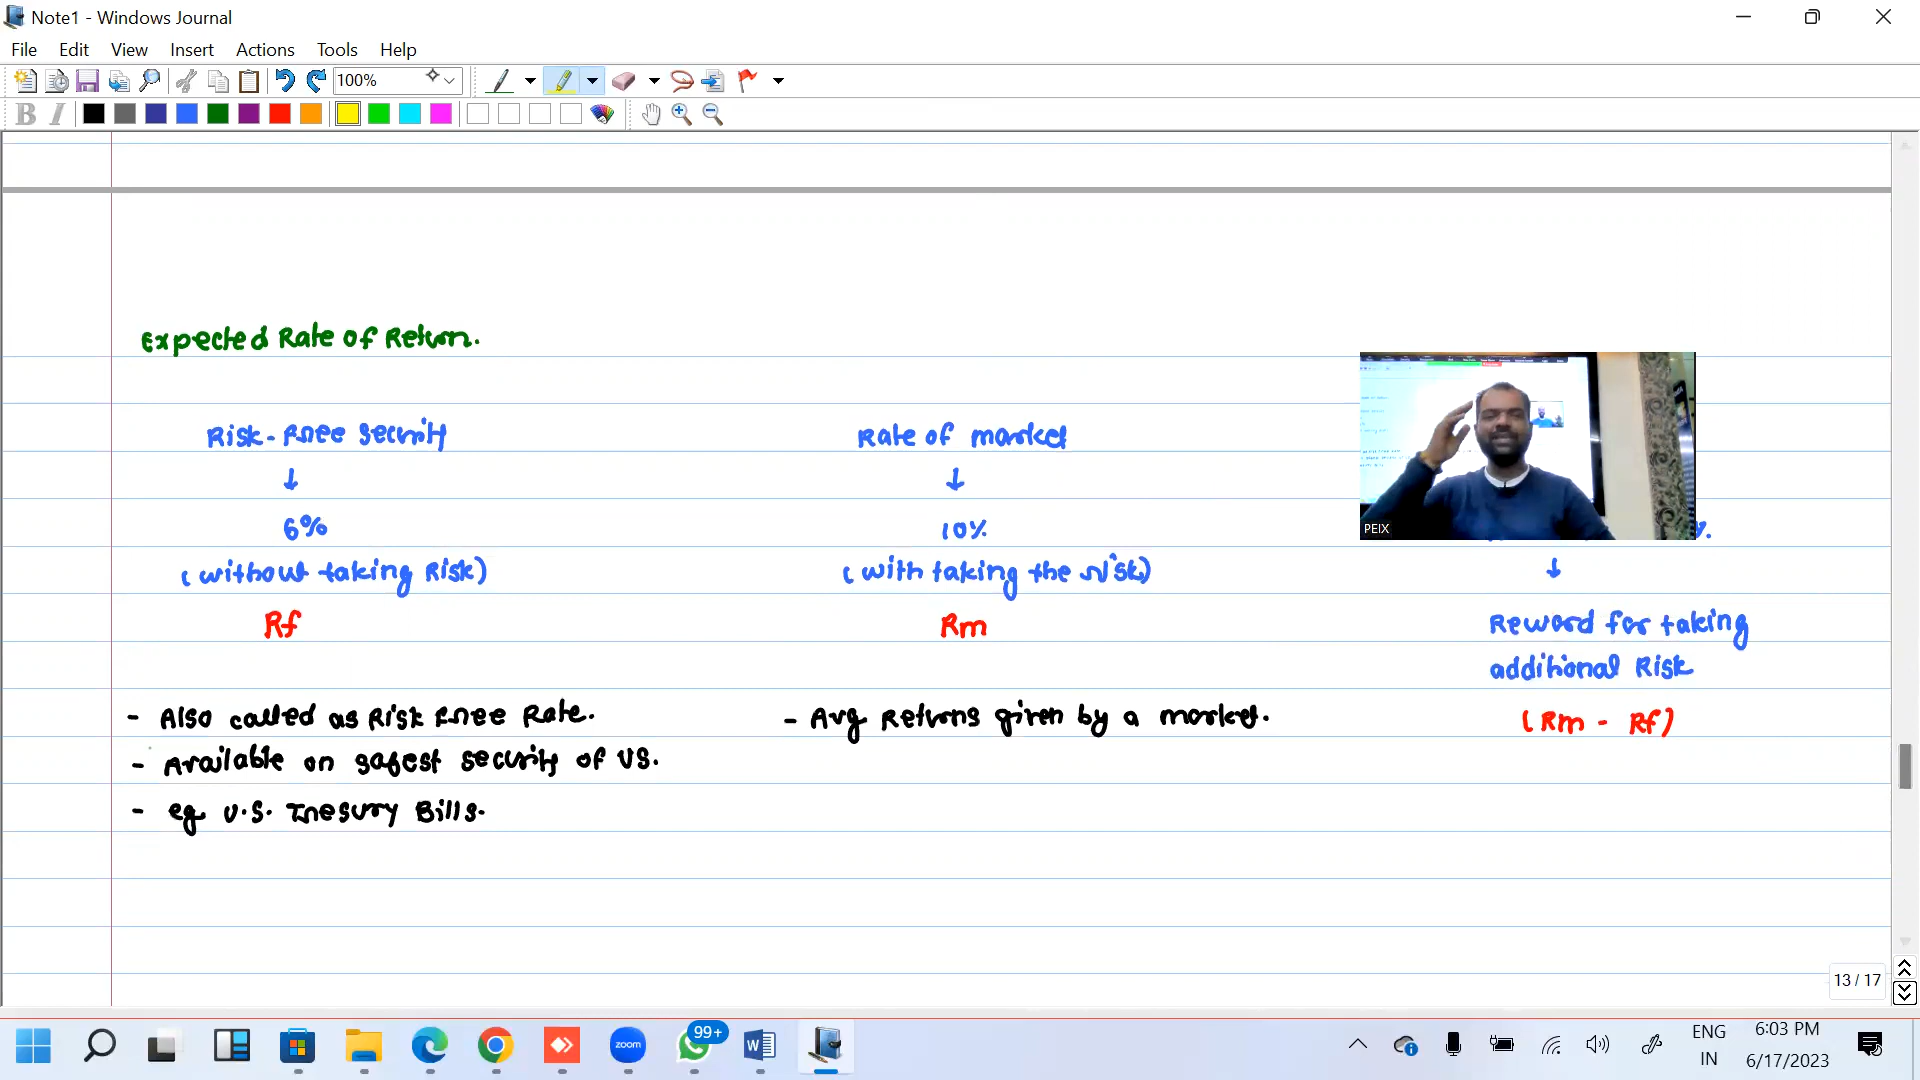 Note1 - Windows Journal
File Edit View Insert Actions Tools Help
100%
B I
Expected Rate of Return.
Risk-Free Security
Rate of market
↓
↓
6%
10%
PEIX
%.
(without taking Risk)
(with taking the risk)
↓
Rf
Rm
Reward for taking
additional Risk
- Also called as Risk Free Rate.
- Avg Returns given by a market.
(Rm - Rf)
- Available on safest security of US.
- eg U.S. Tresury Bills.
13 / 17
zoom
99+
ENG
IN
6:03 PM
6/17/2023